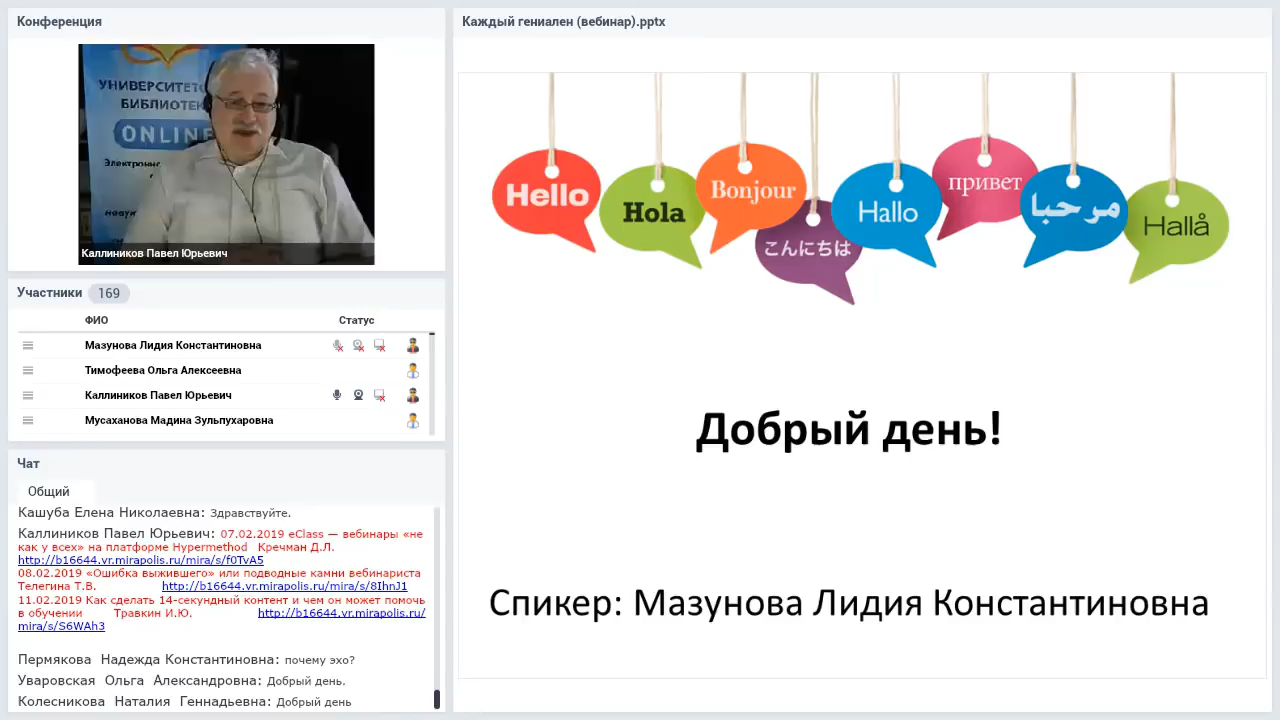 Конференция
УНИВЕРСИТЕТС
БИБЛИОТЕК
ONLINE
Электронно
Каллиников Павел Юрьевич
Участники 169
ФИО Статус
Мазунова Лидия Константиновна
Тимофеева Ольга Алексеевна
Каллиников Павел Юрьевич
Мусаханова Мадина Зульпухаровна
Чат
Общий
Кашуба Елена Николаевна: Здравствуйте.
Каллиников Павел Юрьевич: 07.02.2019 eClass — вебинары «не
как у всех» на платформе Hypermethod Кречман Д.Л.
http://b16644.vr.mirapolis.ru/mira/s/f0TvA5
08.02.2019 «Ошибка выжившего» или подводные камни вебинариста
Телегина Т.В. http://b16644.vr.mirapolis.ru/mira/s/8IhnJ1
11.02.2019 Как сделать 14-секундный контент и чем он может помочь
в обучении Травкин И.Ю. http://b16644.vr.mirapolis.ru/
mira/s/S6WAh3
Пермякова Надежда Константиновна: почему эхо?
Уваровская Ольга Александровна: Добрый день.
Колесникова Наталия Геннадьевна: Добрый день
Каждый гениален (вебинар).pptx
Hello
Hola
Bonjour
こんにちは
Hallo
привет
مرحبا
Hallå
Добрый день!
Спикер: Мазунова Лидия Константиновна